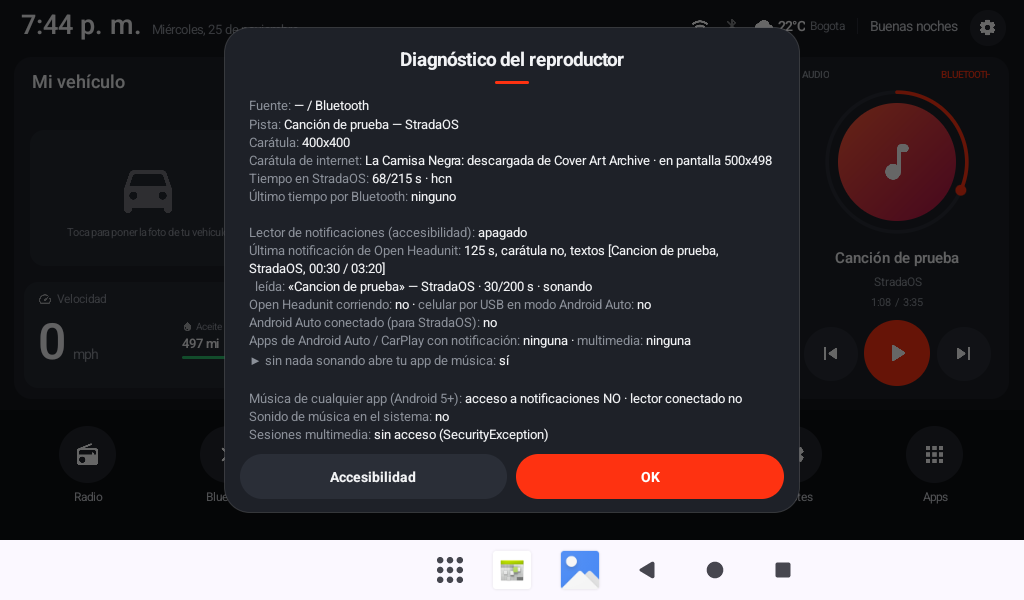 7:44 p. m.
Miércoles, 25 de noviembre
22°C Bogota
Buenas noches
Mi vehículo
AUDIO
BLUETOOTH
Diagnóstico del reproductor
Fuente: — / Bluetooth
Pista: Canción de prueba — StradaOS
Carátula: 400x400
Carátula de internet: La Camisa Negra: descargada de Cover Art Archive · en pantalla 500x498
Tiempo en StradaOS: 68/215 s · hcn
Último tiempo por Bluetooth: ninguno
Lector de notificaciones (accesibilidad): apagado
Última notificación de Open Headunit: 125 s, carátula no, textos [Cancion de prueba,
StradaOS, 00:30 / 03:20]
leída: «Cancion de prueba» — StradaOS · 30/200 s · sonando
Open Headunit corriendo: no · celular por USB en modo Android Auto: no
Android Auto conectado (para StradaOS): no
Apps de Android Auto / CarPlay con notificación: ninguna · multimedia: ninguna
► sin nada sonando abre tu app de música: sí
Música de cualquier app (Android 5+): acceso a notificaciones NO · lector conectado no
Sonido de música en el sistema: no
Sesiones multimedia: sin acceso (SecurityException)
Accesibilidad
OK
Toca para poner la foto de tu vehícul
Velocidad
0 mph
Aceite
497 mi
Canción de prueba
StradaOS
1:08 / 3:35
Radio
Blue
tes
Apps